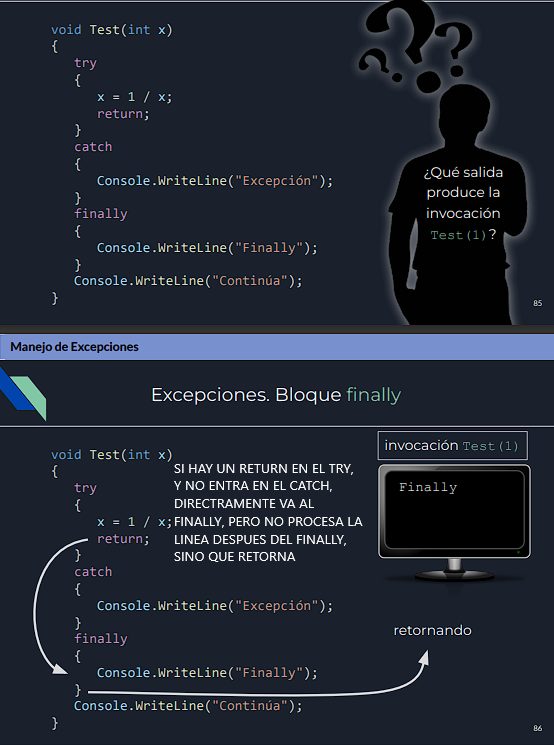 void Test(int x)
{
try
{
x = 1 / x;
return;
}
catch
{
Console.WriteLine("Excepción");
}
finally
{
Console.WriteLine("Finally");
}
Console.WriteLine("Continúa");
}
¿Qué salida
produce la
invocación
Test(1)?
85
Manejo de Excepciones
Excepciones. Bloque finally
void Test(int x)
{
try
{
x = 1 / x;
return;
}
catch
{
Console.WriteLine("Excepción");
}
finally
{
Console.WriteLine("Finally");
}
Console.WriteLine("Continúa");
}
SI HAY UN RETURN EN EL TRY,
Y NO ENTRA EN EL CATCH,
DIRECTAMENTE VA AL
FINALLY, PERO NO PROCESA LA
LINEA DESPUES DEL FINALLY,
SINO QUE RETORNA
invocación Test(1)
Finally
retornando
86